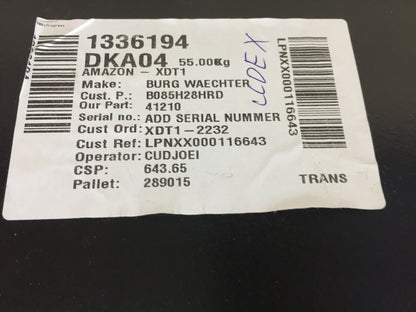 1336194
DKA04 55.00Kg
AMAZON - XDT1
Make: BURG WAECHTER
Cust. P.: B085H28HRD
Our Part: 41210
Serial no.: ADD SERIAL NUMMER
Cust Ord: XDT1-2232
Cust Ref: LPNXX000116643
Operator: CUDJOEI
CSP: 643.65
Pallet: 289015
TRANS
LPNXX000116643